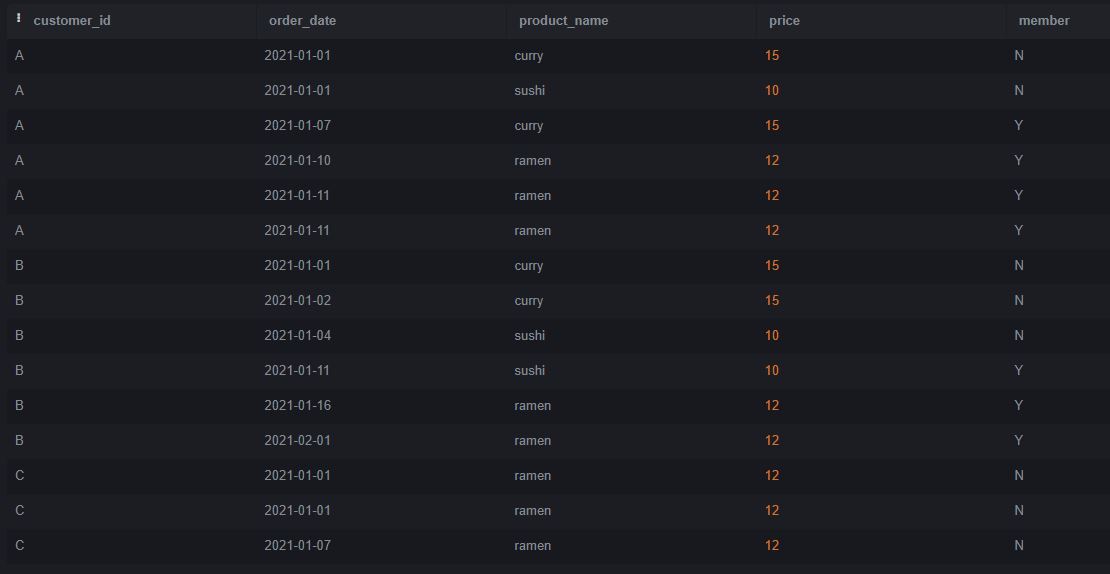 customer_id order_date product_name price member
A 2021-01-01 curry 15 N
A 2021-01-01 sushi 10 N
A 2021-01-07 curry 15 Y
A 2021-01-10 ramen 12 Y
A 2021-01-11 ramen 12 Y
A 2021-01-11 ramen 12 Y
B 2021-01-01 curry 15 N
B 2021-01-02 curry 15 N
B 2021-01-04 sushi 10 N
B 2021-01-11 sushi 10 Y
B 2021-01-16 ramen 12 Y
B 2021-02-01 ramen 12 Y
C 2021-01-01 ramen 12 N
C 2021-01-01 ramen 12 N
C 2021-01-07 ramen 12 N